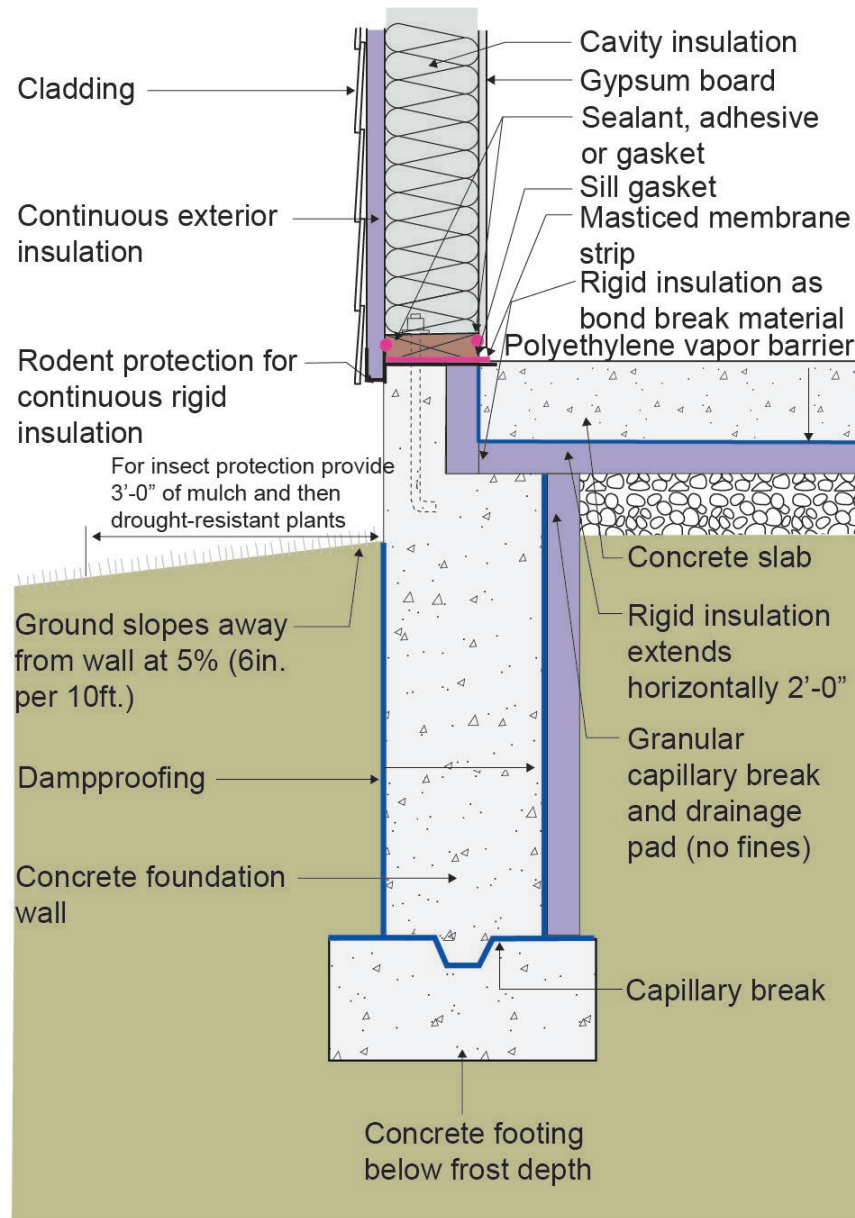 Cladding
Continuous exterior
insulation
Rodent protection for
continuous rigid
insulation
For insect protection provide
3’-0” of mulch and then
drought-resistant plants
Ground slopes away
from wall at 5% (6in.
per 10ft.)
Dampproofing
Concrete foundation
wall
Cavity insulation
Gypsum board
Sealant, adhesive
or gasket
Sill gasket
Masticed membrane
strip
Rigid insulation as
bond break material
Polyethylene vapor barrier
Concrete slab
Rigid insulation
extends
horizontally 2’-0”
Granular
capillary break
and drainage
pad (no fines)
Capillary break
Concrete footing
below frost depth